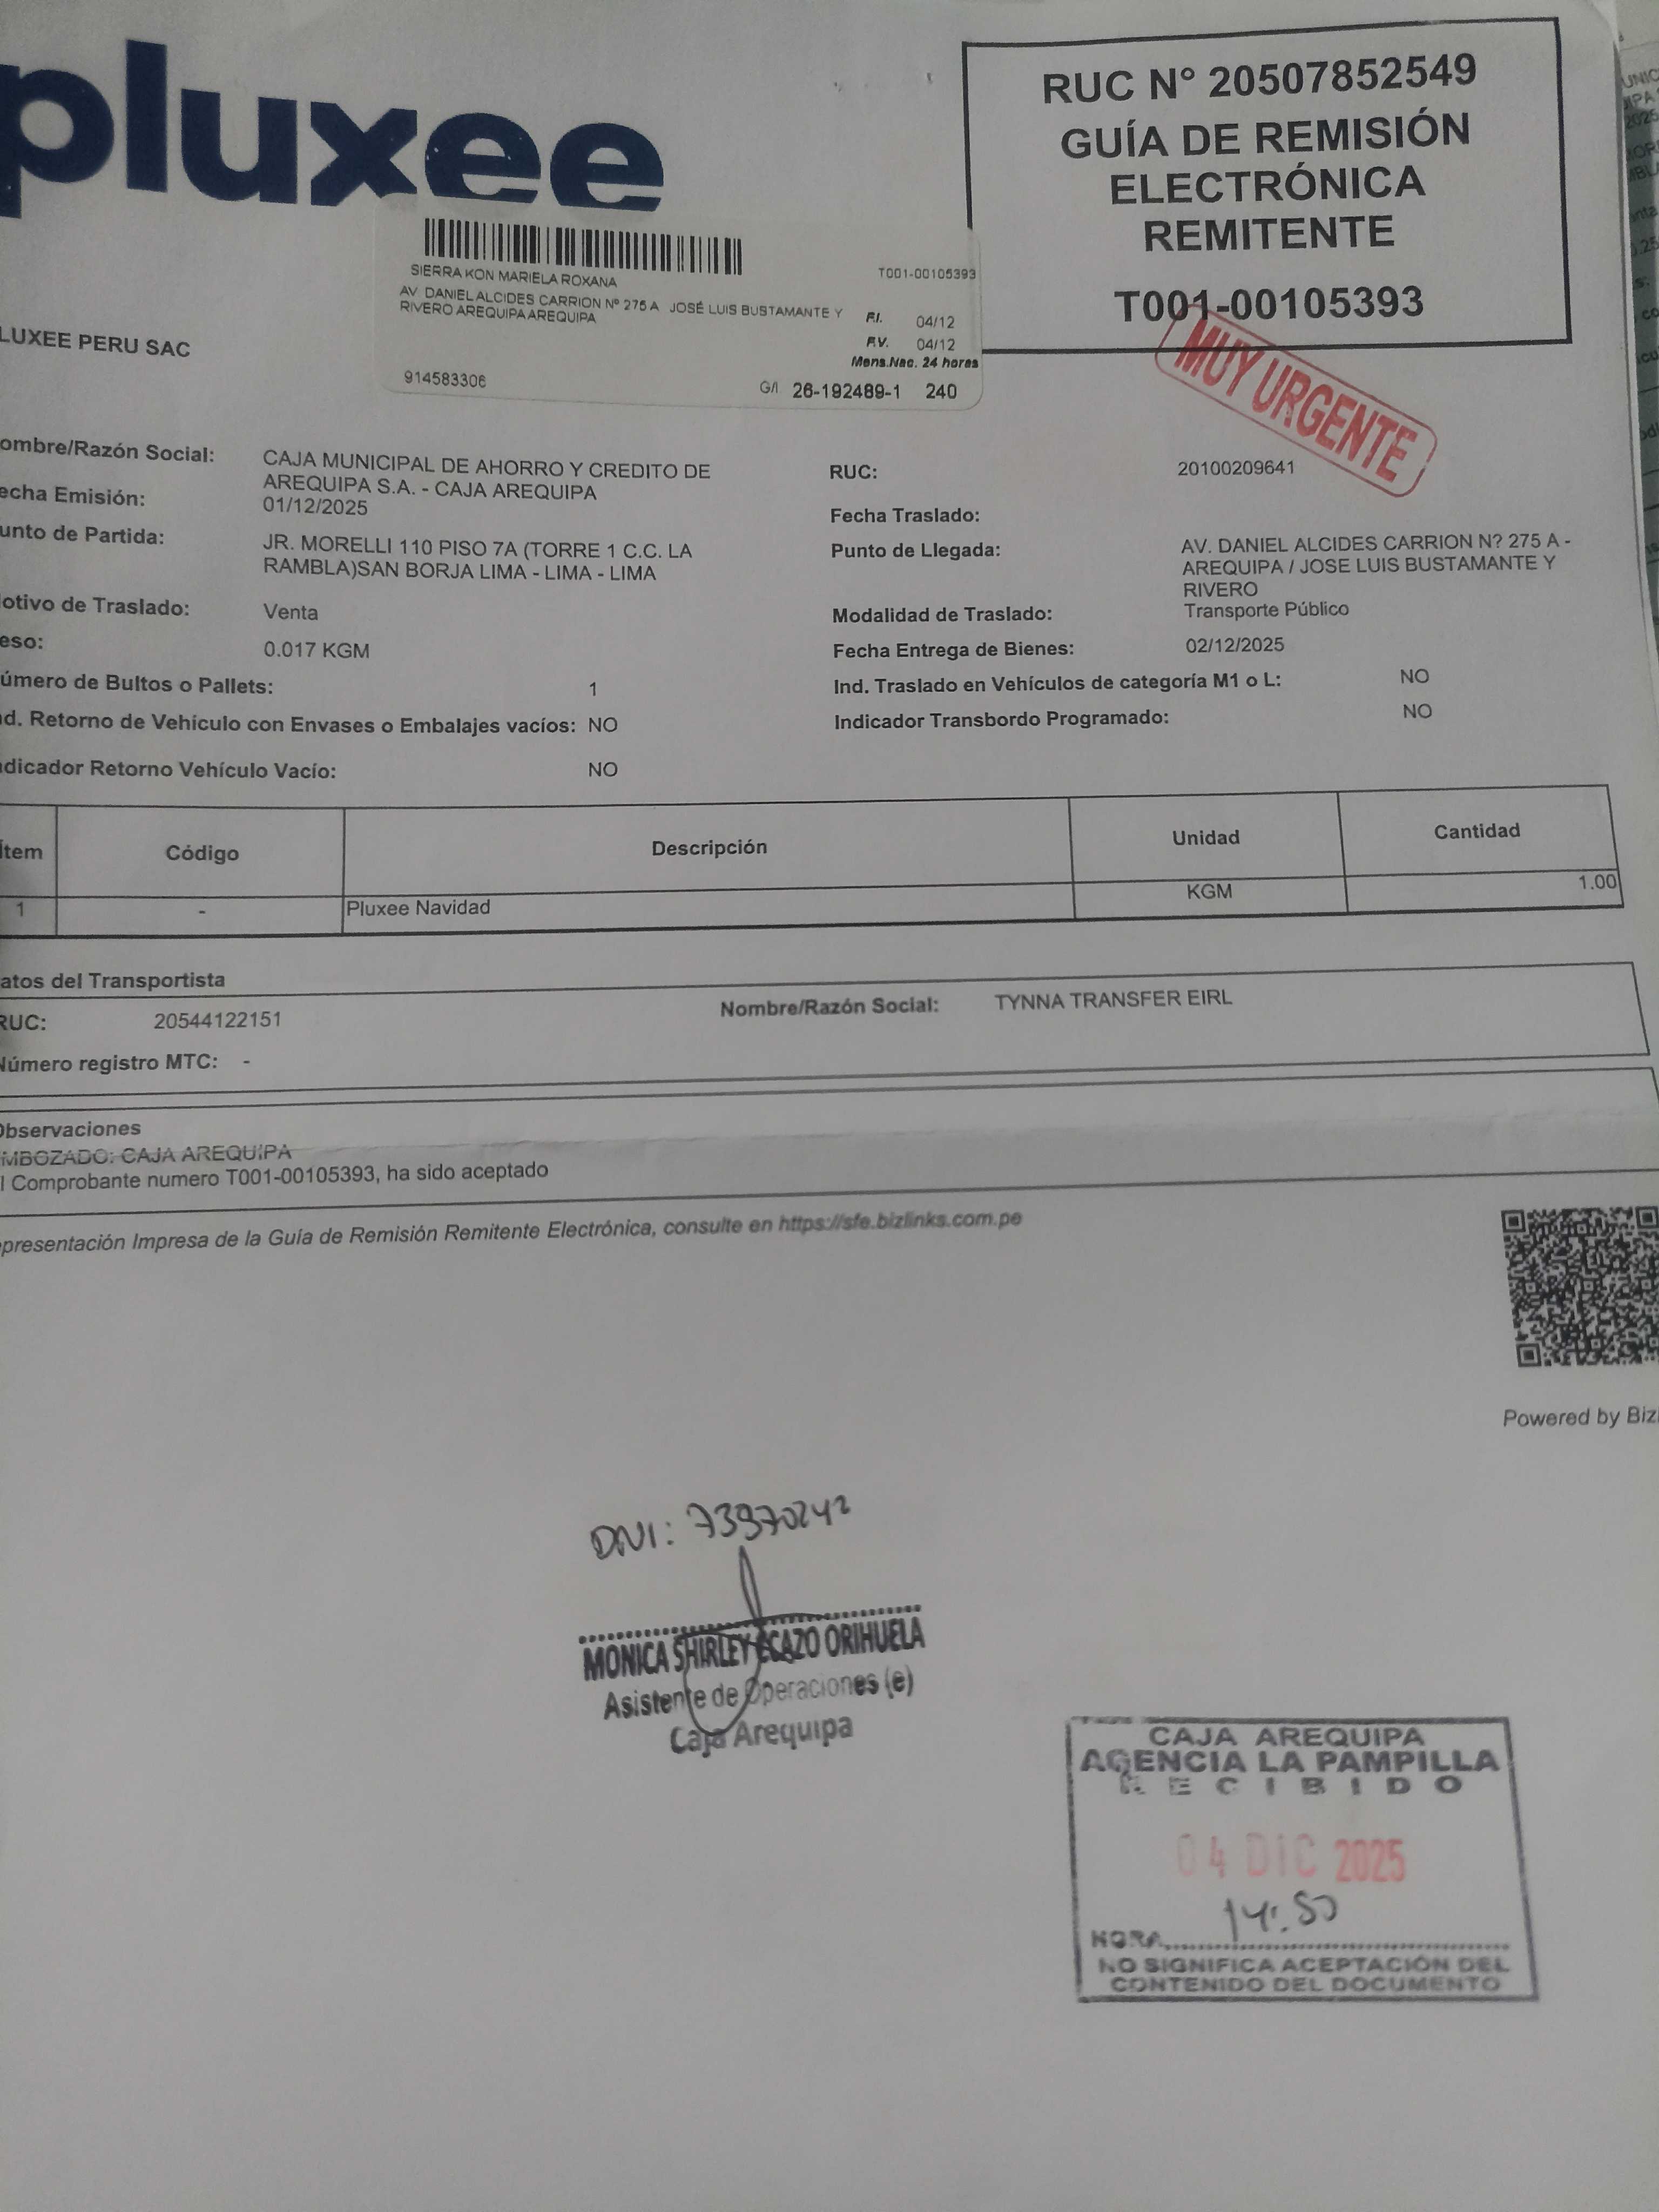 pluxee
RUC N° 20507852549
GUÍA DE REMISIÓN
ELECTRÓNICA
REMITENTE
T001-00105393
MUY URGENTE
SIERRA KON MARIELA ROXANA
T001-00105393
AV. DANIEL ALCIDES CARRION Nº 275 A JOSÉ LUIS BUSTAMANTE Y
RIVERO AREQUIPA AREQUIPA
F.I. 04/12
F.V. 04/12
Mens.Nac. 24 horas
914583306
G/I 26-192489-1 240
LUXEE PERU SAC
ombre/Razón Social: CAJA MUNICIPAL DE AHORRO Y CREDITO DE
AREQUIPA S.A. - CAJA AREQUIPA
RUC: 20100209641
echa Emisión: 01/12/2025
Fecha Traslado:
unto de Partida: JR. MORELLI 110 PISO 7A (TORRE 1 C.C. LA
RAMBLA)SAN BORJA LIMA - LIMA - LIMA
Punto de Llegada: AV. DANIEL ALCIDES CARRION N? 275 A -
AREQUIPA / JOSE LUIS BUSTAMANTE Y
RIVERO
otivo de Traslado: Venta
Modalidad de Traslado: Transporte Público
eso: 0.017 KGM
Fecha Entrega de Bienes: 02/12/2025
úmero de Bultos o Pallets: 1
Ind. Traslado en Vehículos de categoría M1 o L: NO
d. Retorno de Vehículo con Envases o Embalajes vacíos: NO
Indicador Transbordo Programado: NO
dicador Retorno Vehículo Vacío: NO
Ítem Código Descripción Unidad Cantidad
1 - Pluxee Navidad KGM 1.00
atos del Transportista
RUC: 20544122151
Nombre/Razón Social: TYNNA TRANSFER EIRL
Número registro MTC: -
Observaciones
MBOZADO: CAJA AREQUIPA
l Comprobante numero T001-00105393, ha sido aceptado
presentación Impresa de la Guía de Remisión Remitente Electrónica, consulte en https://sfe.bizlinks.com.pe
Powered by Biz
DNI: 73970242
MONICA SHIRLEY CCAZO ORIHUELA
Asistente de Operaciones (e)
Caja Arequipa
CAJA AREQUIPA
AGENCIA LA PAMPILLA
RECIBIDO
04 DIC 2025
14:50
HORA
NO SIGNIFICA ACEPTACIÓN DEL
CONTENIDO DEL DOCUMENTO